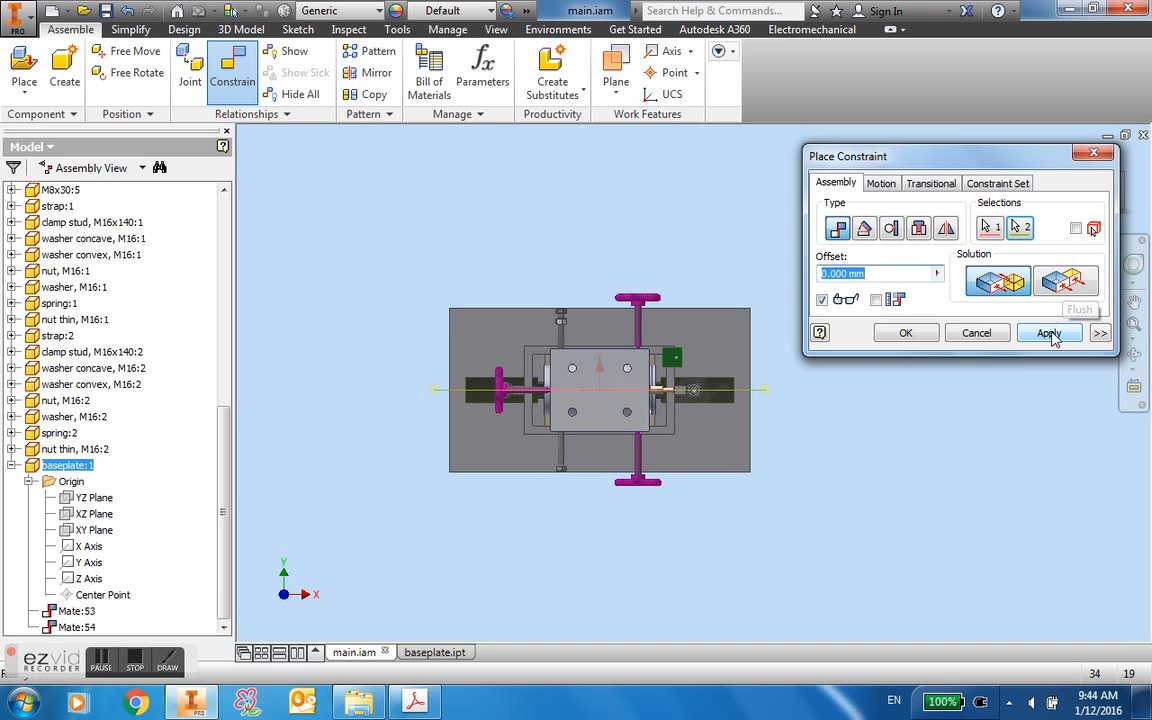 Generic
Default
main.iam
Search Help & Commands...
Sign In
PRO
Assemble
Simplify
Design
3D Model
Sketch
Inspect
Tools
Manage
View
Environments
Get Started
Autodesk A360
Electromechanical
Place
Create
Free Move
Free Rotate
Joint
Constrain
Show
Show Sick
Hide All
Pattern
Mirror
Copy
Bill of
Materials
Parameters
Create
Substitutes
Plane
Axis
Point
UCS
Component
Position
Relationships
Pattern
Manage
Productivity
Work Features
Model
Assembly View
M8x30:5
strap:1
clamp stud, M16x140:1
washer concave, M16:1
washer convex, M16:1
nut, M16:1
washer, M16:1
spring:1
nut thin, M16:1
strap:2
clamp stud, M16x140:2
washer concave, M16:2
washer convex, M16:2
nut, M16:2
washer, M16:2
spring:2
nut thin, M16:2
baseplate:1
Origin
YZ Plane
XZ Plane
XY Plane
X Axis
Y Axis
Z Axis
Center Point
Mate:53
Mate:54
Y
X
Place Constraint
Assembly
Motion
Transitional
Constraint Set
Type
Selections
1
2
Offset:
0.000 mm
Solution
Flush
OK
Cancel
Apply
>>
main.iam
baseplate.ipt
ezvid
RECORDER
PAUSE
STOP
DRAW
34
19
PRO
EN
100%
9:44 AM
1/12/2016